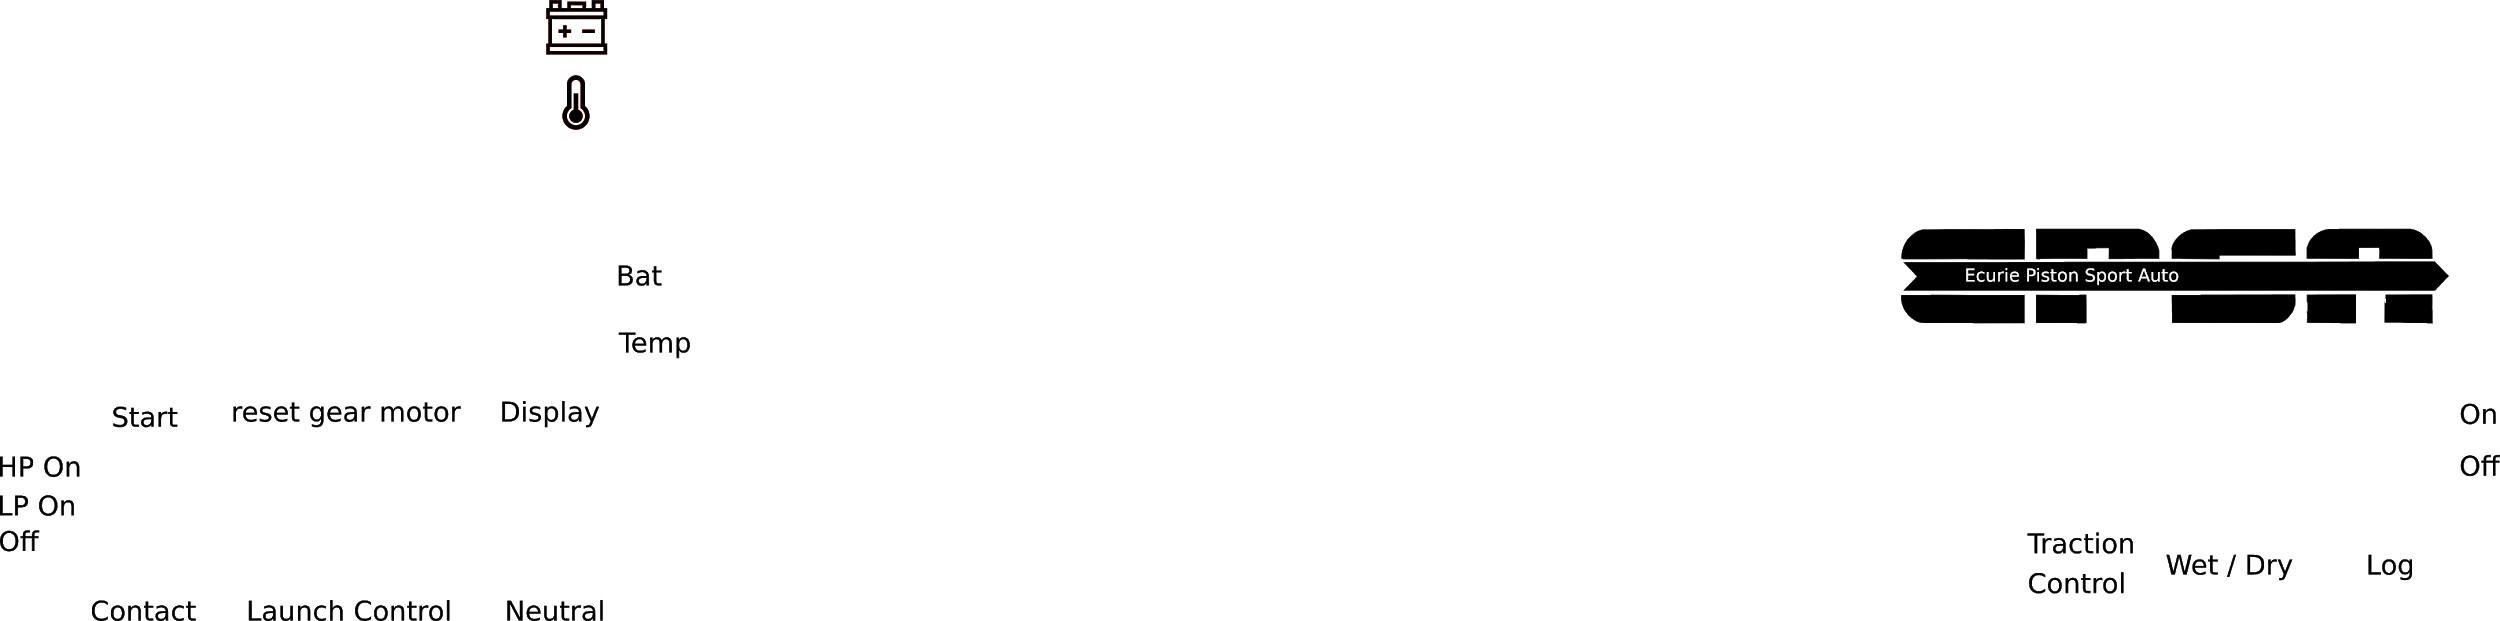 + -
Bat
EPSA
Ecurie Piston Sport Auto
Temp
Start
reset gear motor
Display
On
HP On
Off
LP On
Off
Traction
Control
Wet / Dry
Log
Contact
Launch Control
Neutral